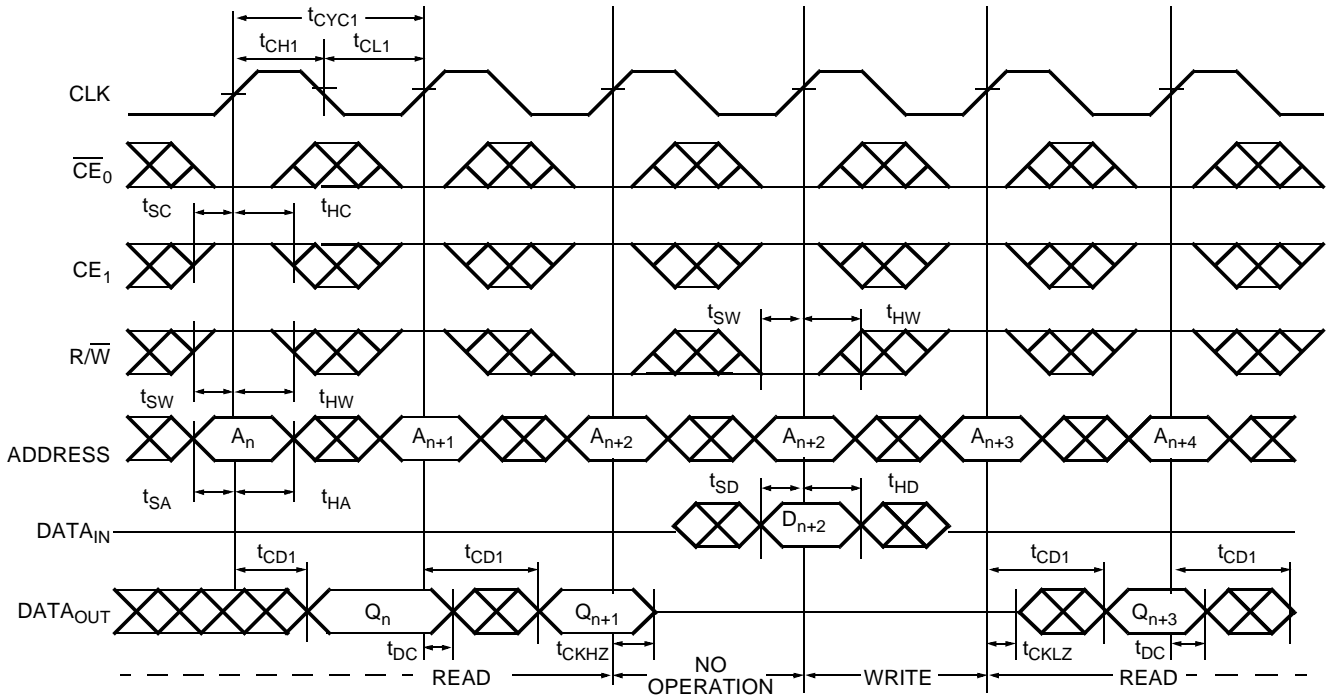 tCYC1
tCH1 tCL1
CLK
CE0
tSC tHC
CE1
tSW tHW
R/W
tSW tHW
An An+1 An+2 An+2 An+3 An+4
ADDRESS
tSA tHA tSD tHD
DATAIN Dn+2
tCD1 tCD1 tCD1 tCD1
DATAOUT Qn Qn+1 Qn+3
tDC tCKHZ tCKLZ tDC
READ NO OPERATION WRITE READ